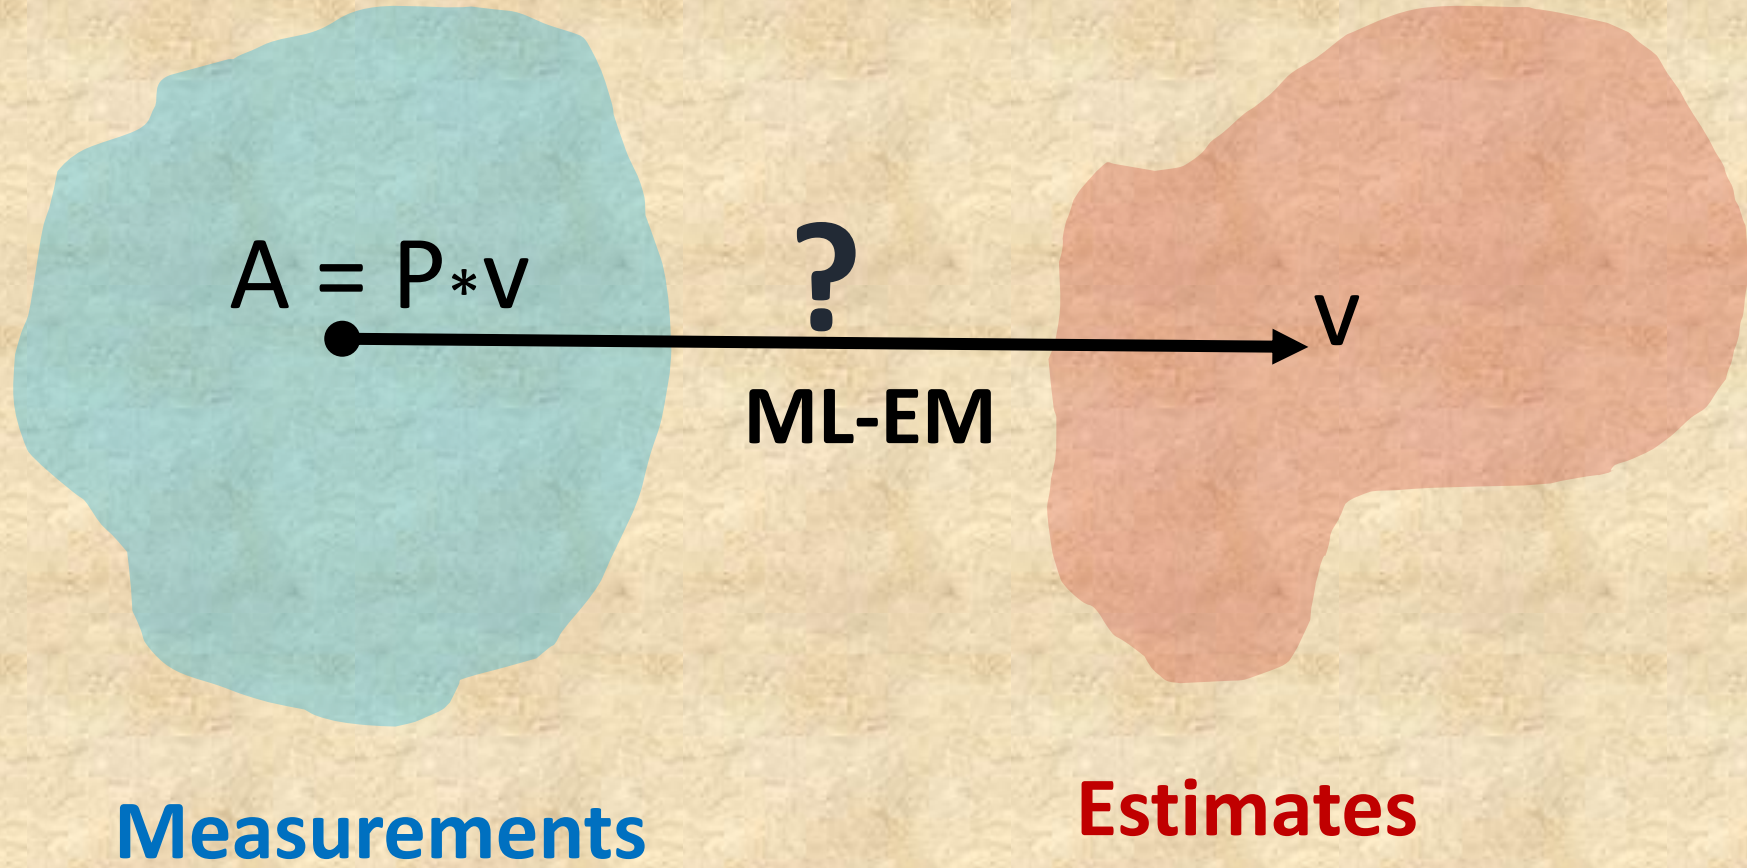 A = P*v
?
v
ML-EM
Measurements
Estimates